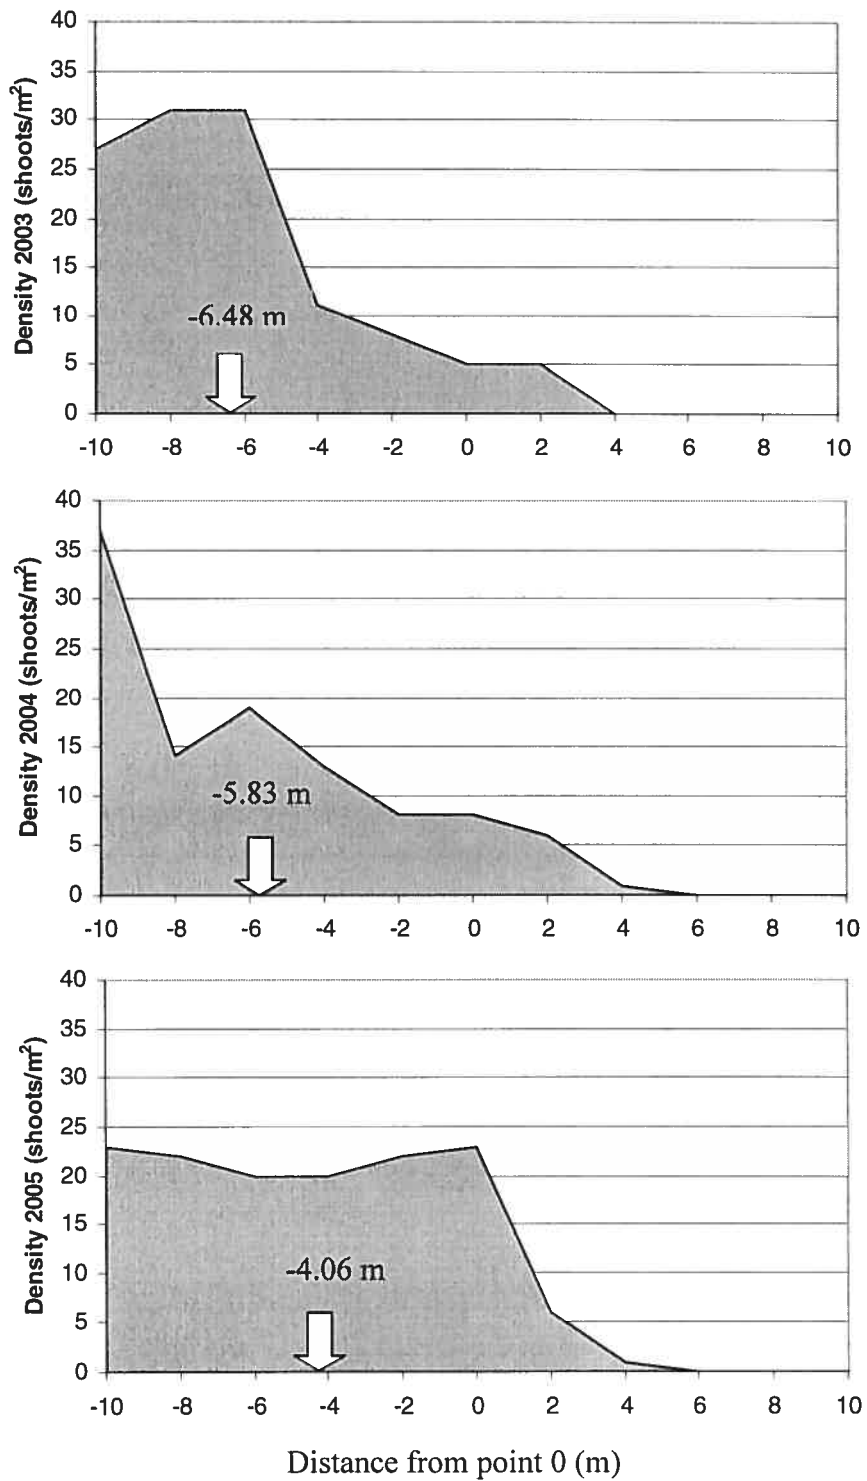 40
35
30
25
20
15
10
5
0
Density 2003 (shoots/m²)
-6.48 m
-10 -8 -6 -4 -2 0 2 4 6 8 10
40
35
30
25
20
15
10
5
0
Density 2004 (shoots/m²)
-5.83 m
-10 -8 -6 -4 -2 0 2 4 6 8 10
40
35
30
25
20
15
10
5
0
Density 2005 (shoots/m²)
-4.06 m
-10 -8 -6 -4 -2 0 2 4 6 8 10
Distance from point 0 (m)